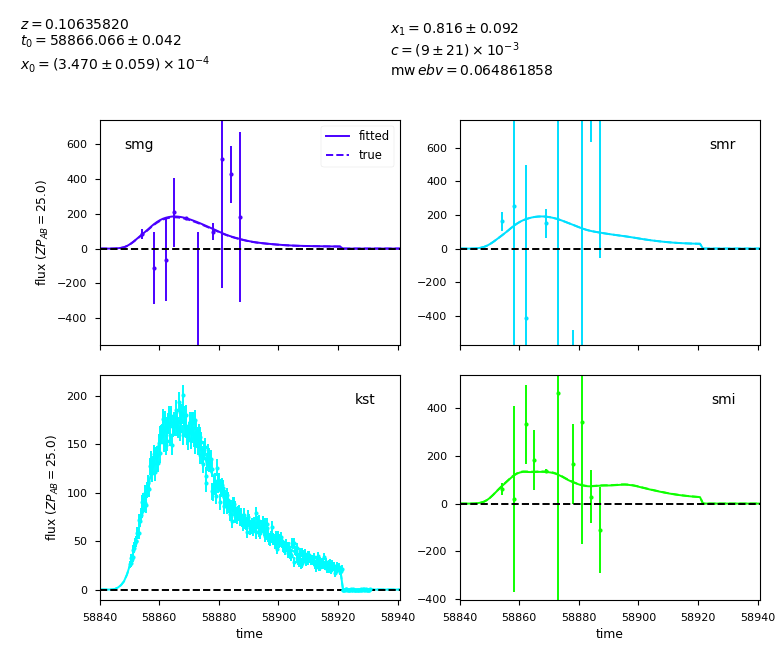 z = 0.10635820
t₀ = 58866.066 ± 0.042
x₀ = (3.470 ± 0.059) × 10⁻⁴
x₁ = 0.816 ± 0.092
c = (9 ± 21) × 10⁻³
mw ebv = 0.064861858
smg
fitted
true
600
400
200
0
−200
−400
flux (ZP_AB = 25.0)
smr
600
400
200
0
−200
−400
kst
200
150
100
50
0
flux (ZP_AB = 25.0)
58840 58860 58880 58900 58920 58940
time
smi
400
200
0
−200
−400
58840 58860 58880 58900 58920 58940
time